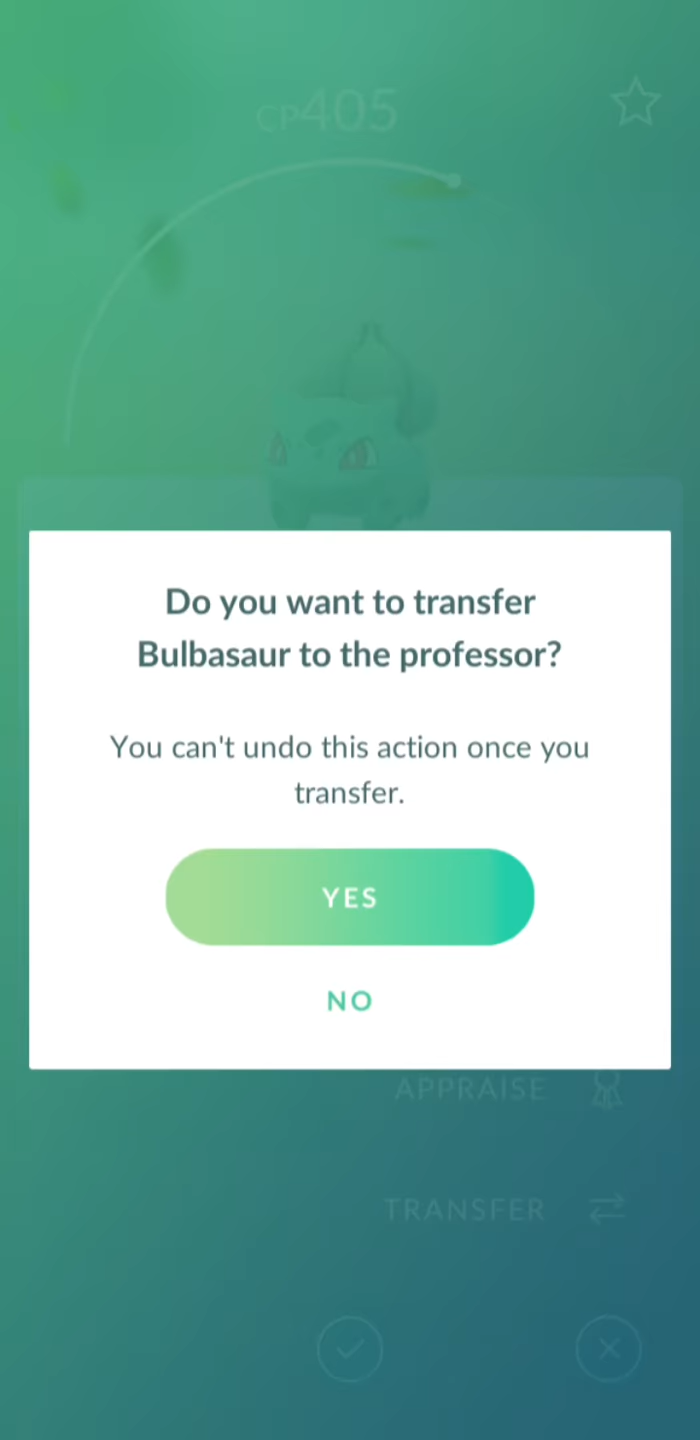 CP405
Do you want to transfer
Bulbasaur to the professor?
You can't undo this action once you
transfer.
YES
NO
APPRAISE
TRANSFER